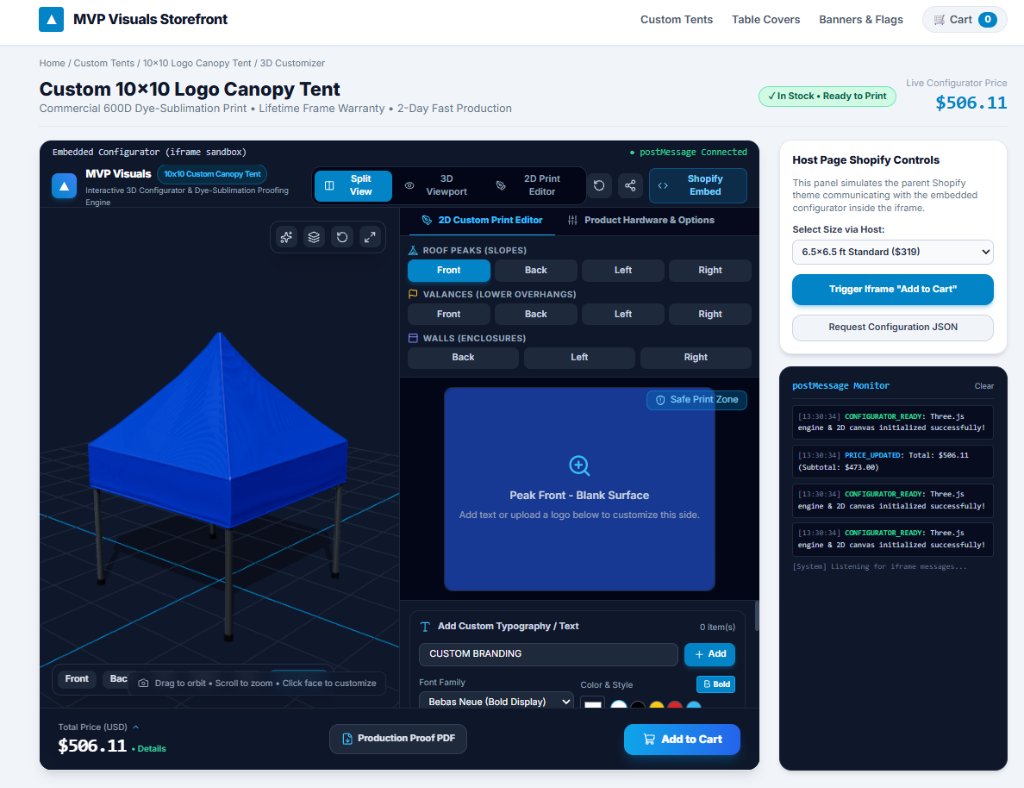 MVP Visuals Storefront
Custom Tents
Table Covers
Banners & Flags
Cart 0
Home / Custom Tents / 10×10 Logo Canopy Tent / 3D Customizer
Custom 10×10 Logo Canopy Tent
Commercial 600D Dye-Sublimation Print • Lifetime Frame Warranty • 2-Day Fast Production
✓ In Stock • Ready to Print
Live Configurator Price
$506.11
Embedded Configurator (iframe sandbox)
● postMessage Connected
MVP Visuals
10x10 Custom Canopy Tent
Interactive 3D Configurator & Dye-Sublimation Proofing
Engine
Split
View
3D
Viewport
2D Print
Editor
Shopify
Embed
2D Custom Print Editor
Product Hardware & Options
ROOF PEAKS (SLOPES)
Front
Back
Left
Right
VALANCES (LOWER OVERHANGS)
Front
Back
Left
Right
WALLS (ENCLOSURES)
Back
Left
Right
Safe Print Zone
Peak Front - Blank Surface
Add text or upload a logo below to customize this side.
Add Custom Typography / Text
0 item(s)
CUSTOM BRANDING
+ Add
Font Family
Color & Style
B Bold
Bebas Neue (Bold Display)
Front
Bac
Drag to orbit • Scroll to zoom • Click face to customize
Total Price (USD)
$506.11 • Details
Production Proof PDF
Add to Cart
Host Page Shopify Controls
This panel simulates the parent Shopify
theme communicating with the embedded
configurator inside the iframe.
Select Size via Host:
6.5×6.5 ft Standard ($319)
Trigger Iframe "Add to Cart"
Request Configuration JSON
postMessage Monitor
Clear
[13:30:34] CONFIGURATOR_READY: Three.js
engine & 2D canvas initialized successfully!
[13:30:34] PRICE_UPDATED: Total: $506.11
(Subtotal: $473.00)
[13:30:34] CONFIGURATOR_READY: Three.js
engine & 2D canvas initialized successfully!
[13:30:34] CONFIGURATOR_READY: Three.js
engine & 2D canvas initialized successfully!
[System] Listening for iframe messages...